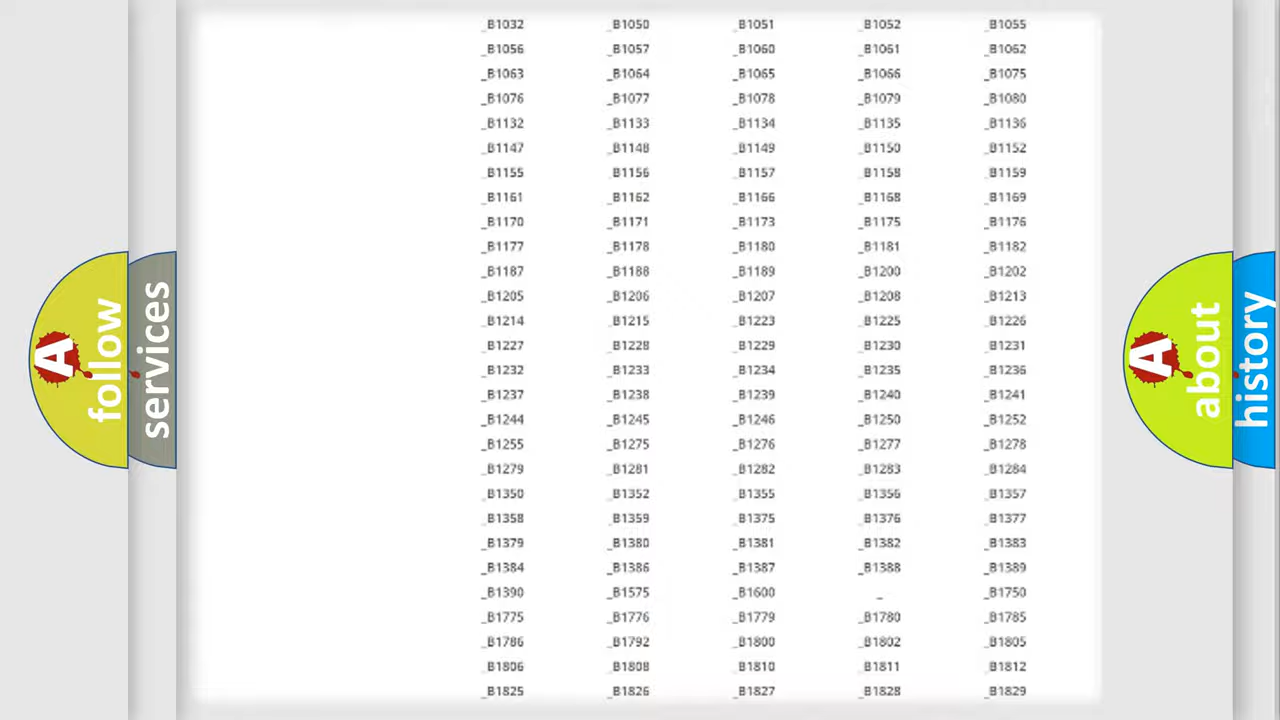 _B1032 _B1050 _B1051 _B1052 _B1055
_B1056 _B1057 _B1060 _B1061 _B1062
_B1063 _B1064 _B1065 _B1066 _B1075
_B1076 _B1077 _B1078 _B1079 _B1080
_B1132 _B1133 _B1134 _B1135 _B1136
_B1147 _B1148 _B1149 _B1150 _B1152
_B1155 _B1156 _B1157 _B1158 _B1159
_B1161 _B1162 _B1166 _B1168 _B1169
_B1170 _B1171 _B1173 _B1175 _B1176
_B1177 _B1178 _B1180 _B1181 _B1182
_B1187 _B1188 _B1189 _B1200 _B1202
_B1205 _B1206 _B1207 _B1208 _B1213
_B1214 _B1215 _B1223 _B1225 _B1226
_B1227 _B1228 _B1229 _B1230 _B1231
_B1232 _B1233 _B1234 _B1235 _B1236
_B1237 _B1238 _B1239 _B1240 _B1241
_B1244 _B1245 _B1246 _B1250 _B1252
_B1255 _B1275 _B1276 _B1277 _B1278
_B1279 _B1281 _B1282 _B1283 _B1284
_B1350 _B1352 _B1355 _B1356 _B1357
_B1358 _B1359 _B1375 _B1376 _B1377
_B1379 _B1380 _B1381 _B1382 _B1383
_B1384 _B1386 _B1387 _B1388 _B1389
_B1390 _B1575 _B1600 _ _B1750
_B1775 _B1776 _B1779 _B1780 _B1785
_B1786 _B1792 _B1800 _B1802 _B1805
_B1806 _B1808 _B1810 _B1811 _B1812
_B1825 _B1826 _B1827 _B1828 _B1829
A
follow
services
A
about
history